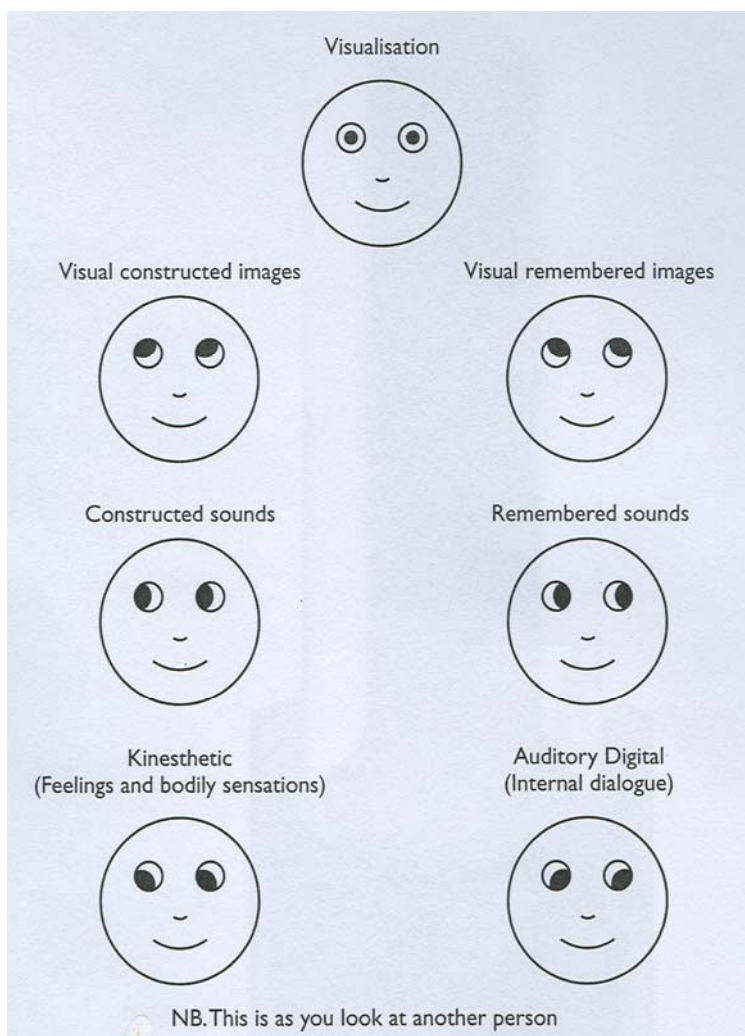 Visualisation
Visual constructed images
Visual remembered images
Constructed sounds
Remembered sounds
Kinesthetic
(Feelings and bodily sensations)
Auditory Digital
(Internal dialogue)
NB. This is as you look at another person